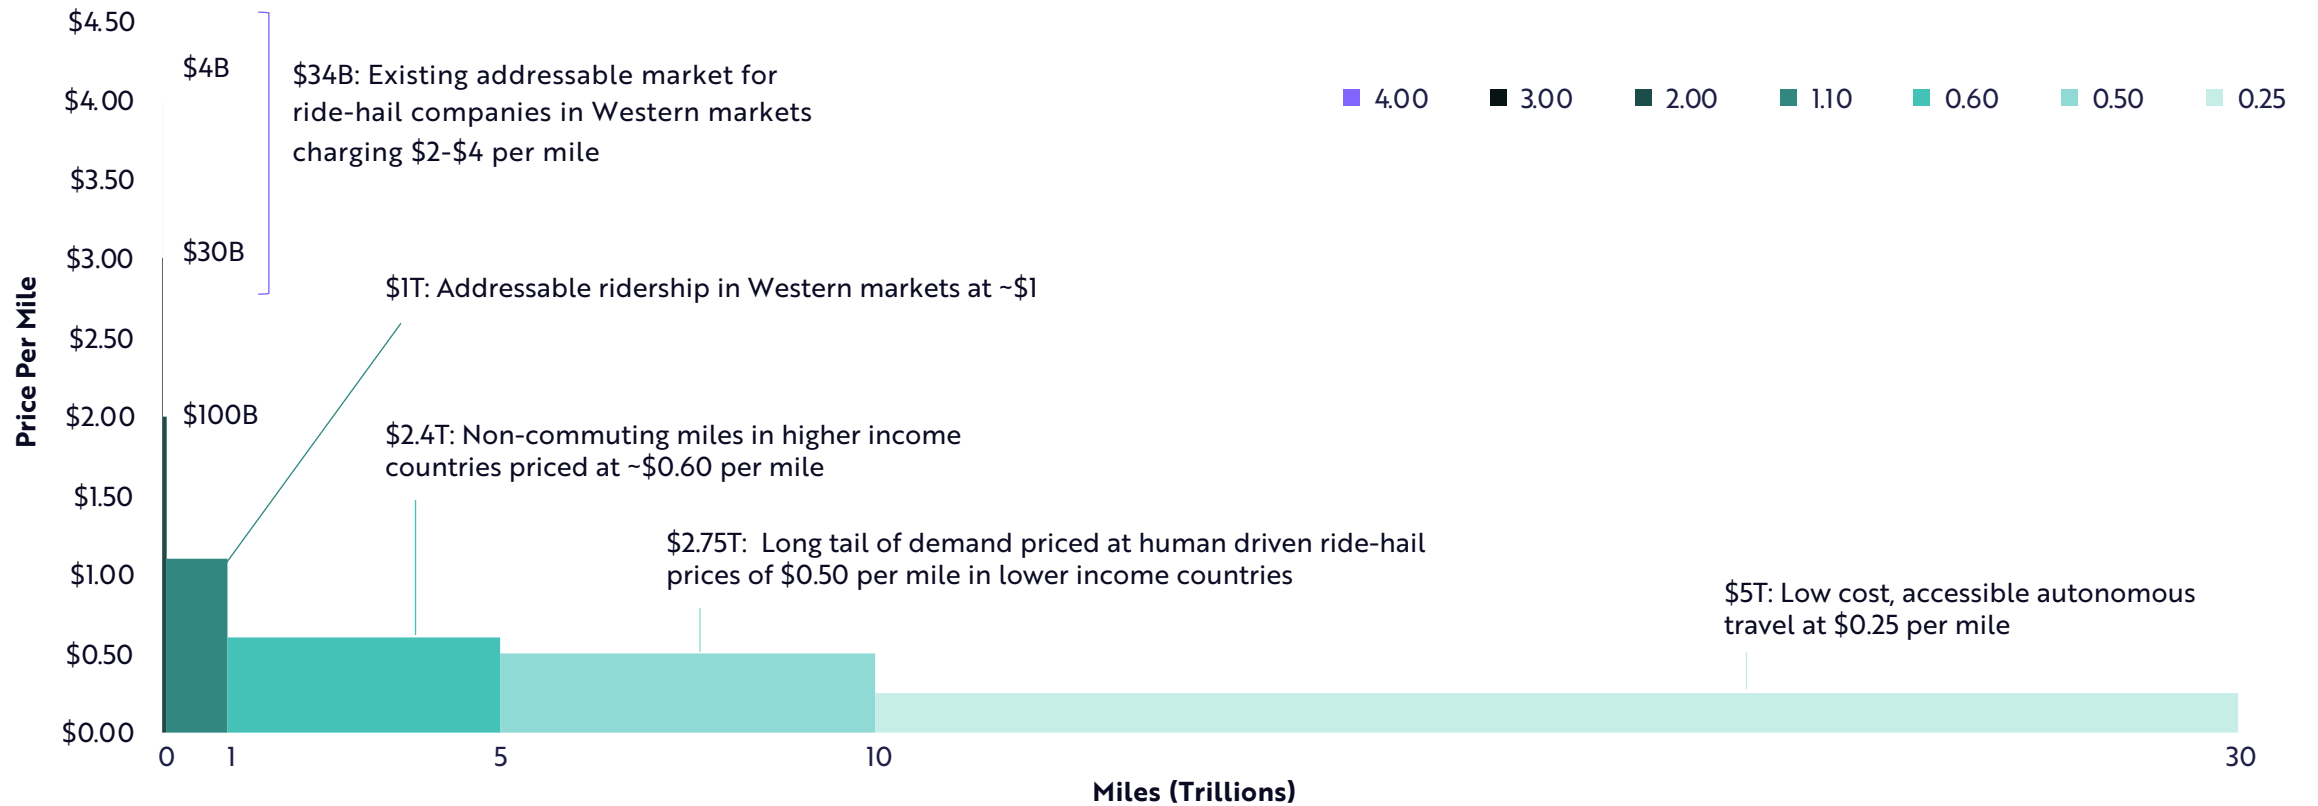 $4.50
$4.00
$3.50
$3.00
$2.50
$2.00
$1.50
$1.00
$0.50
$0.00
Price Per Mile
$4B
$30B
$100B
$34B: Existing addressable market for
ride-hail companies in Western markets
charging $2-$4 per mile
4.00 3.00 2.00 1.10 0.60 0.50 0.25
$1T: Addressable ridership in Western markets at ~$1
$2.4T: Non-commuting miles in higher income
countries priced at ~$0.60 per mile
$2.75T: Long tail of demand priced at human driven ride-hail
prices of $0.50 per mile in lower income countries
$5T: Low cost, accessible autonomous
travel at $0.25 per mile
0 1 5 10 30
Miles (Trillions)